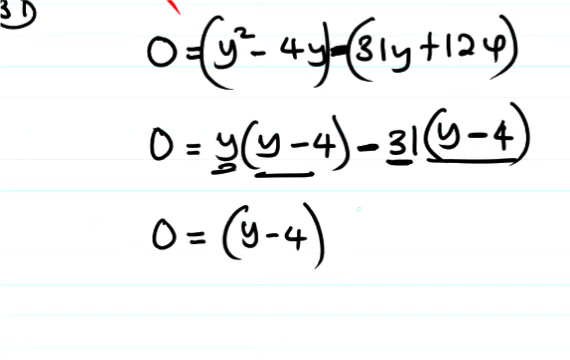 31
0 = (y² - 4y) - (31y + 124)
0 = y(y - 4) - 31(y - 4)
0 = (y - 4)